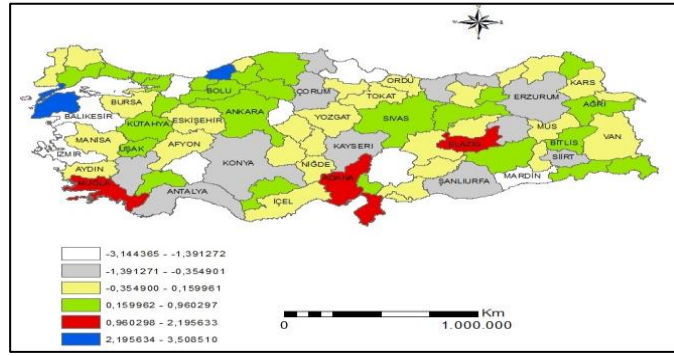 ORDU
KARS
BOLU
ÇORUM
TOKAT
ERZURUM
BURSA
ANKARA
SIVAS
AĞRI
BALIKESİR
ESKİŞEHİR
YOZGAT
KÜTAHYA
MUŞ
VAN
MANİSA
UŞAK
AFYON
KAYSERİ
ELAZIĞ
BİTLİS
İZMİR
KONYA
SİİRT
AYDIN
NİĞDE
MARDİN
MUĞLA
ADANA
ŞANLIURFA
ANTALYA
İÇEL
-3,144365 - -1,391272
-1,391271 - -0,354901
-0,354900 - 0,159961
0,159962 - 0,960297
0,960298 - 2,195633
2,195634 - 3,508510
Km
0 1.000.000